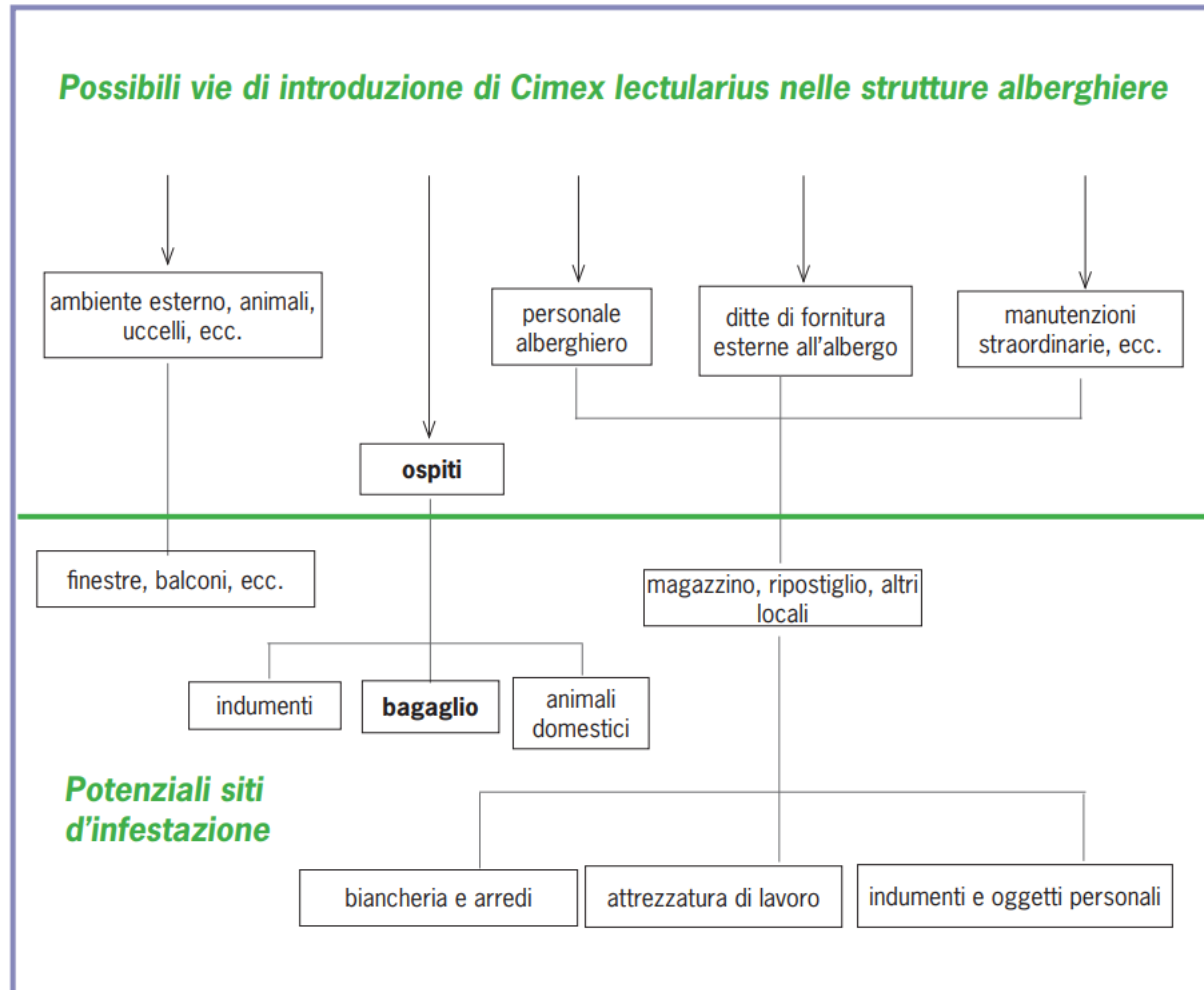 Possibili vie di introduzione di Cimex lectularius nelle strutture alberghiere
ambiente esterno, animali,
uccelli, ecc.
personale
alberghiero
ditte di fornitura
esterne all'albergo
manutenzioni
straordinarie, ecc.
ospiti
finestre, balconi, ecc.
magazzino, ripostiglio, altri
locali
indumenti
bagaglio
animali
domestici
Potenziali siti
d'infestazione
biancheria e arredi
attrezzatura di lavoro
indumenti e oggetti personali